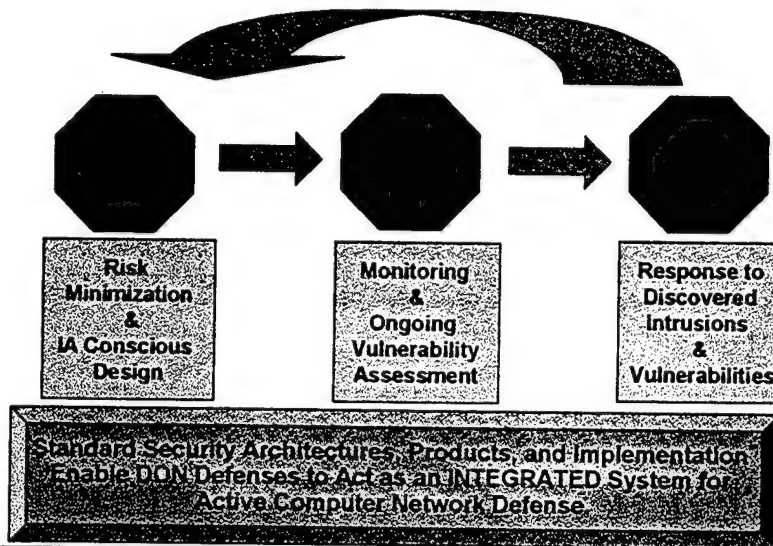 Risk
Minimization
&
IA Conscious
Design
Monitoring
&
Ongoing
Vulnerability
Assessment
Response to
Discovered
Intrusions
&
Vulnerabilities
Standard Security Architectures, Products, and Implementation
Enable DON Defenses to Act as an INTEGRATED System for
Active Computer Network Defense